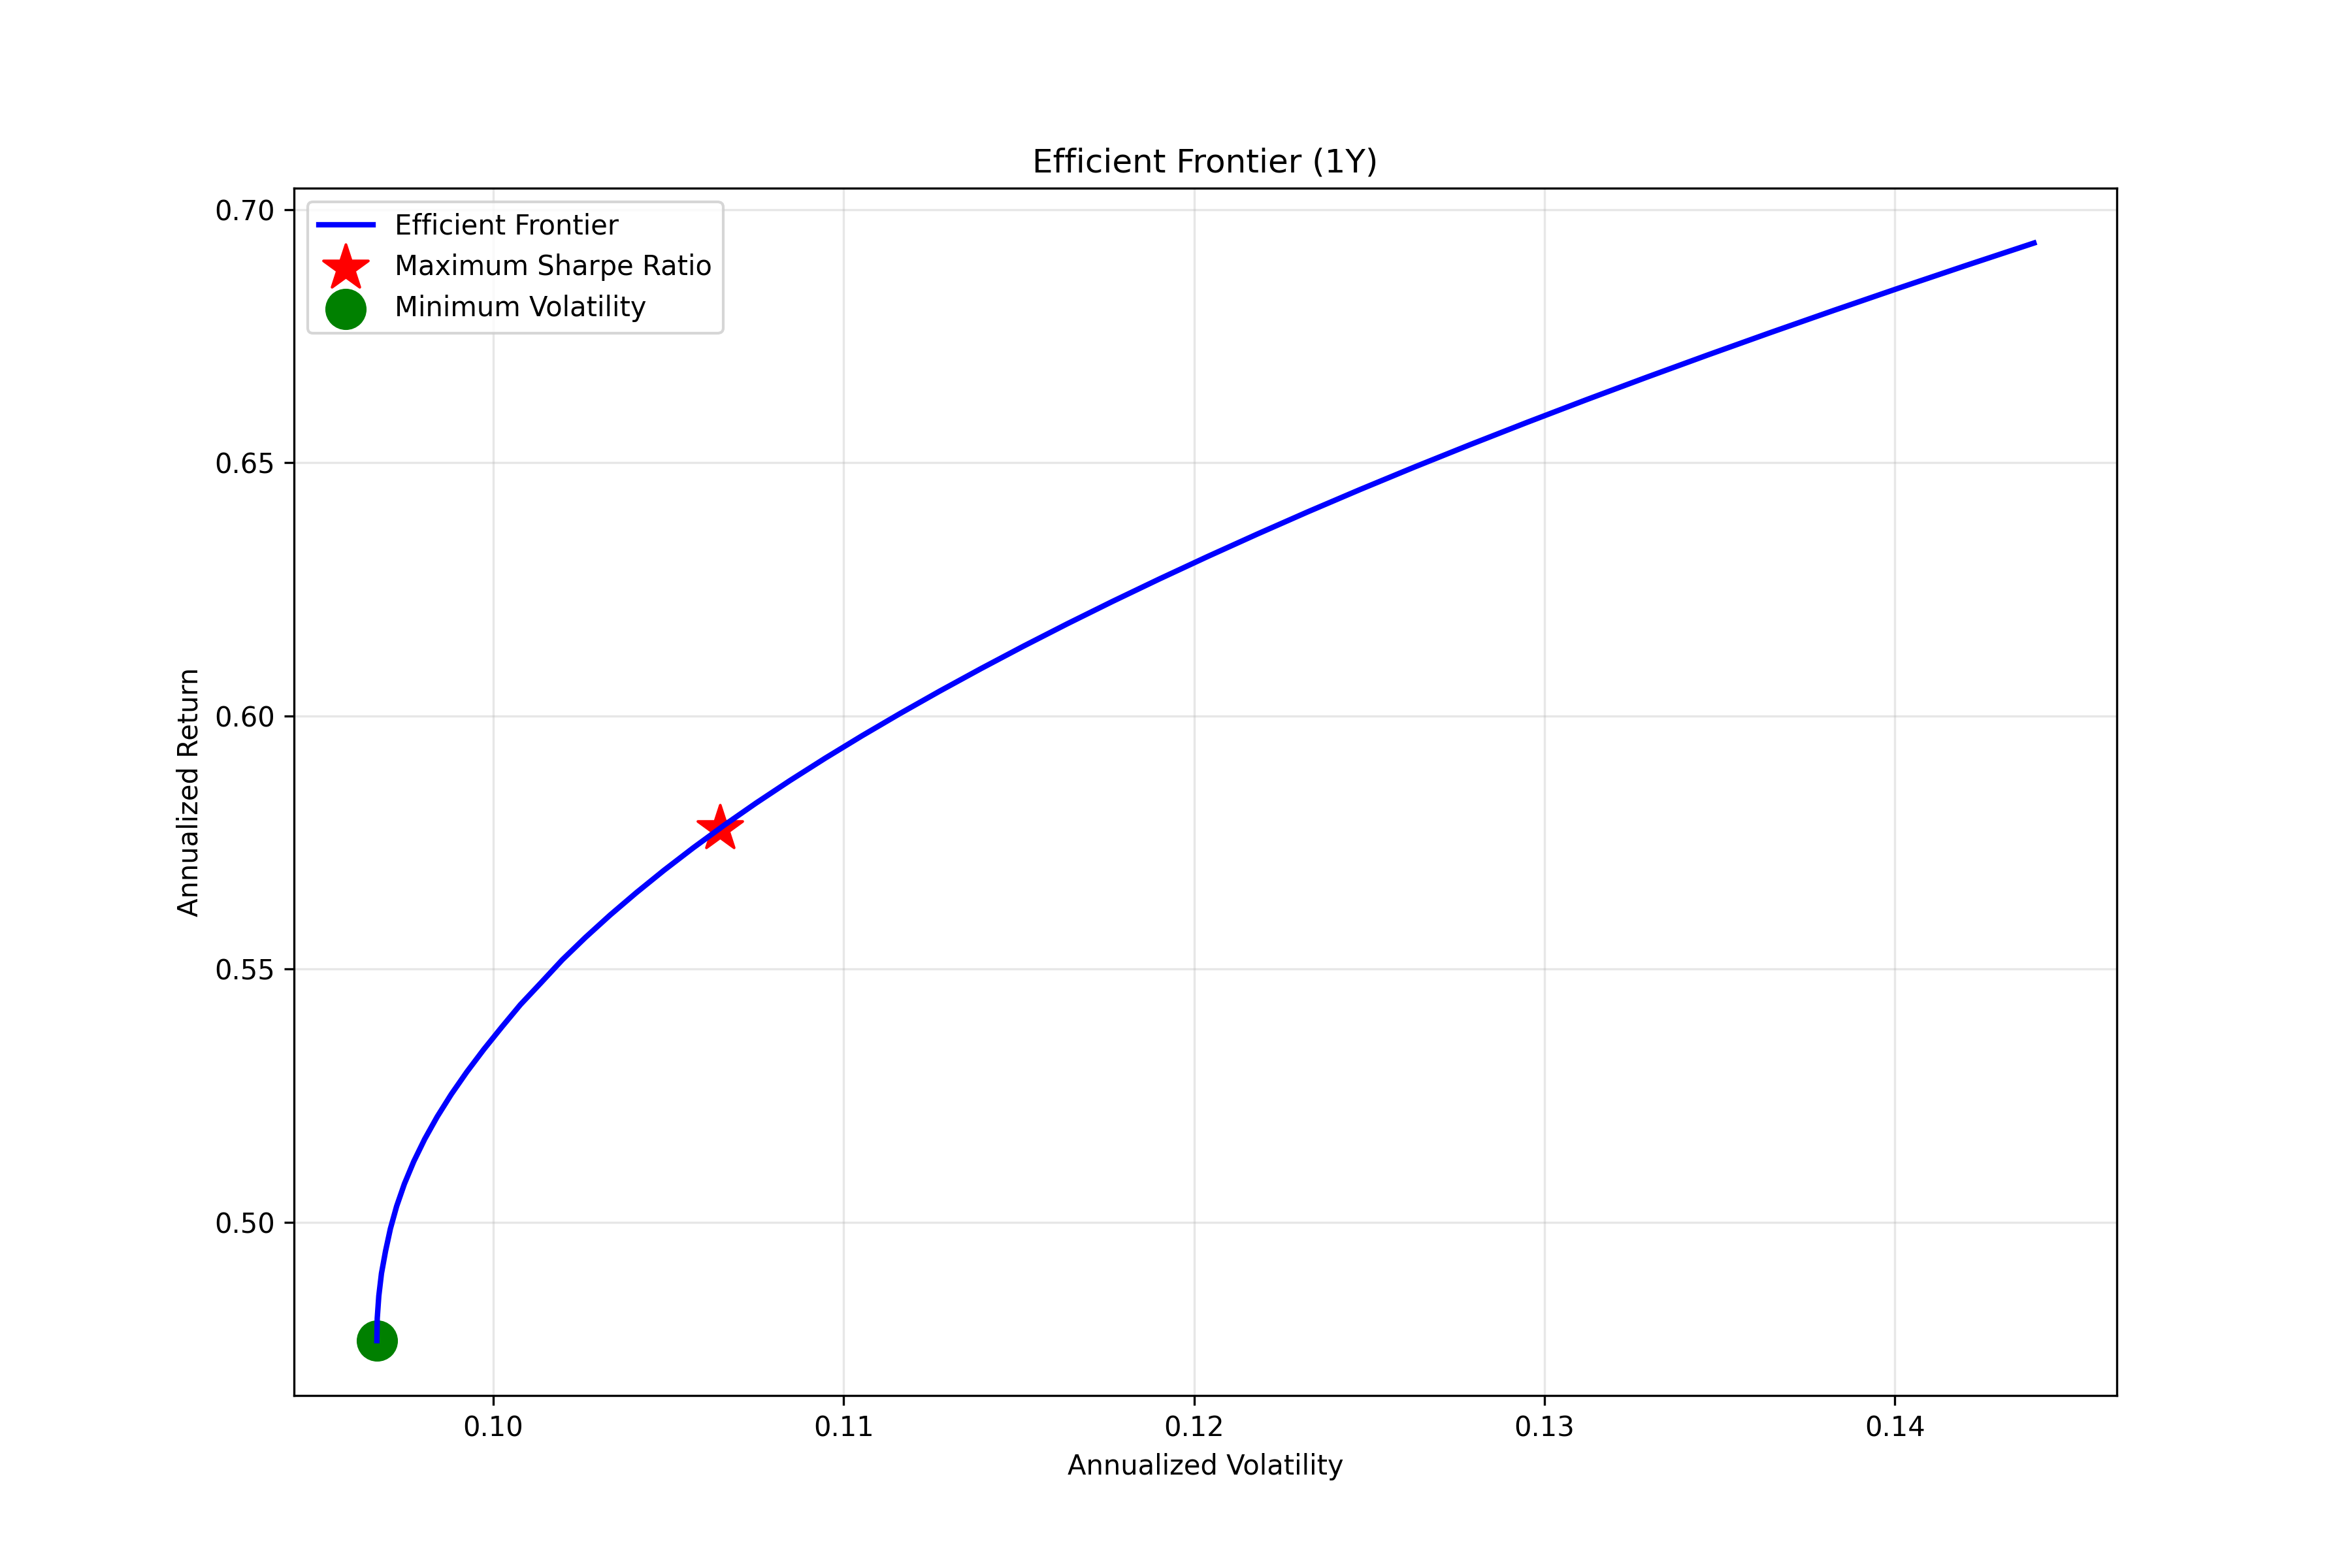 Efficient Frontier (1Y)
Efficient Frontier
Maximum Sharpe Ratio
Minimum Volatility
Annualized Return
0.70
0.65
0.60
0.55
0.50
0.10
0.11
0.12
0.13
0.14
Annualized Volatility